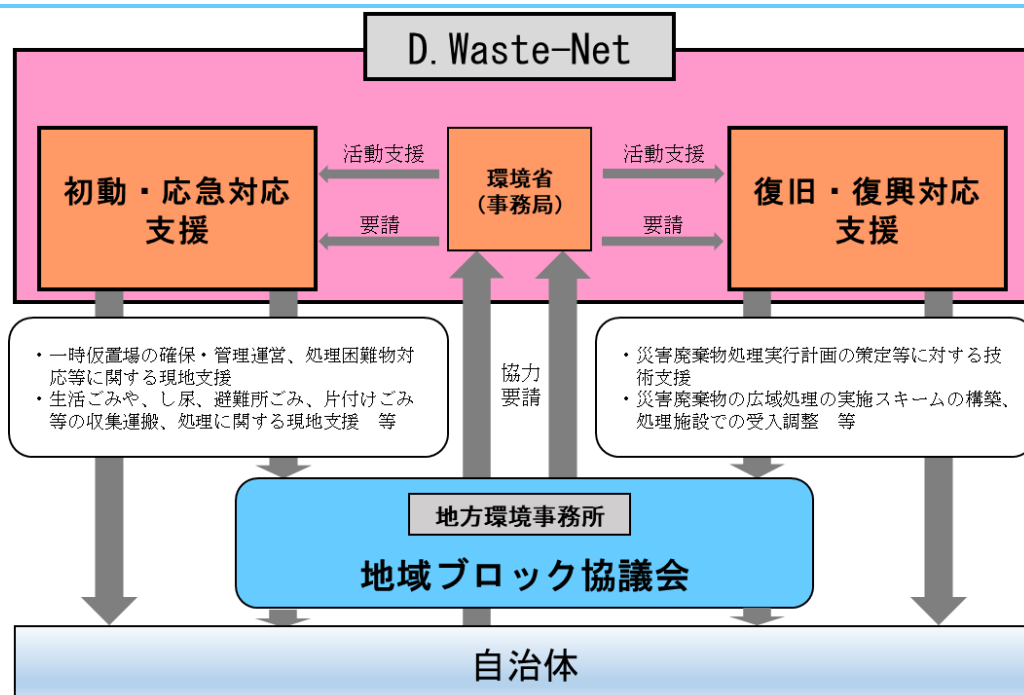 D.Waste-Net
活動支援
活動支援
初動・応急対応
支援
環境省
（事務局）
復旧・復興対応
支援
要請
要請
・一時仮置場の確保・管理運営、処理困難物対
応等に関する現地支援
・生活ごみや、し尿、避難所ごみ、片付けごみ
等の収集運搬、処理に関する現地支援　等
協力
要請
・災害廃棄物処理実行計画の策定等に対する技
術支援
・災害廃棄物の広域処理の実施スキームの構築、
処理施設での受入調整　等
地方環境事務所
地域ブロック協議会
自治体